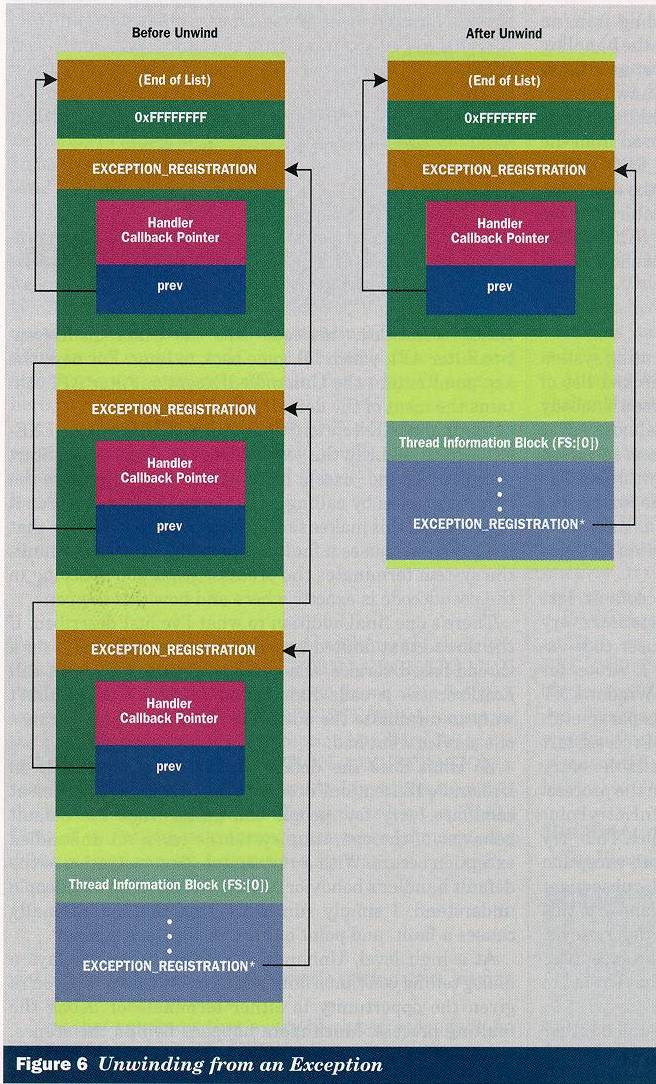 Before Unwind
(End of List)
0xFFFFFFFF
EXCEPTION_REGISTRATION
Handler
Callback Pointer
prev
EXCEPTION_REGISTRATION
Handler
Callback Pointer
prev
EXCEPTION_REGISTRATION
Handler
Callback Pointer
prev
Thread Information Block (FS:[0])
EXCEPTION_REGISTRATION*
After Unwind
(End of List)
0xFFFFFFFF
EXCEPTION_REGISTRATION
Handler
Callback Pointer
prev
Thread Information Block (FS:[0])
EXCEPTION_REGISTRATION*
Figure 6 Unwinding from an Exception